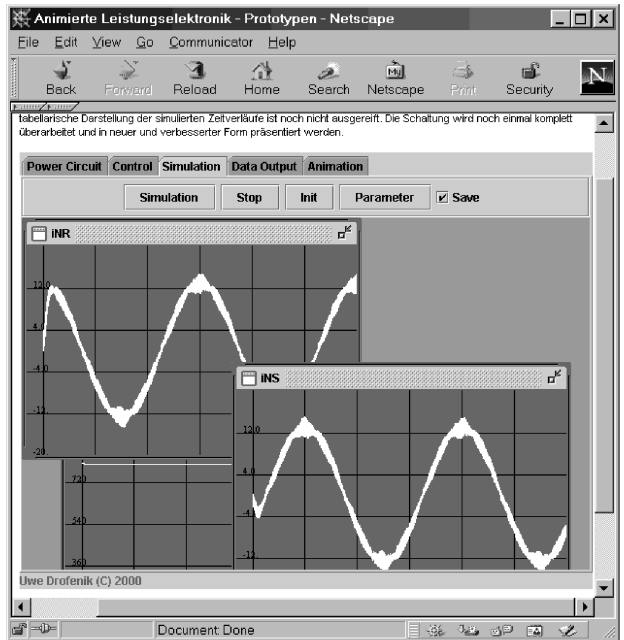 Animierte Leistungselektronik - Prototypen - Netscape
File Edit View Go Communicator Help
Back Forward Reload Home Search Netscape Print Security
N
tabellarische Darstellung der simulierten Zeitverläufe ist noch nicht ausgereift. Die Schaltung wird noch einmal komplett
überarbeitet und in neuer und verbesserter Form präsentiert werden.
Power Circuit Control Simulation Data Output Animation
Simulation Stop Init Parameter Save
iNR
12.0
4.0
-4.0
-12.
-20.
iNS
12.0
4.0
-4.0
-12.
720
540
360
Uwe Drofenik (C) 2000
Document: Done